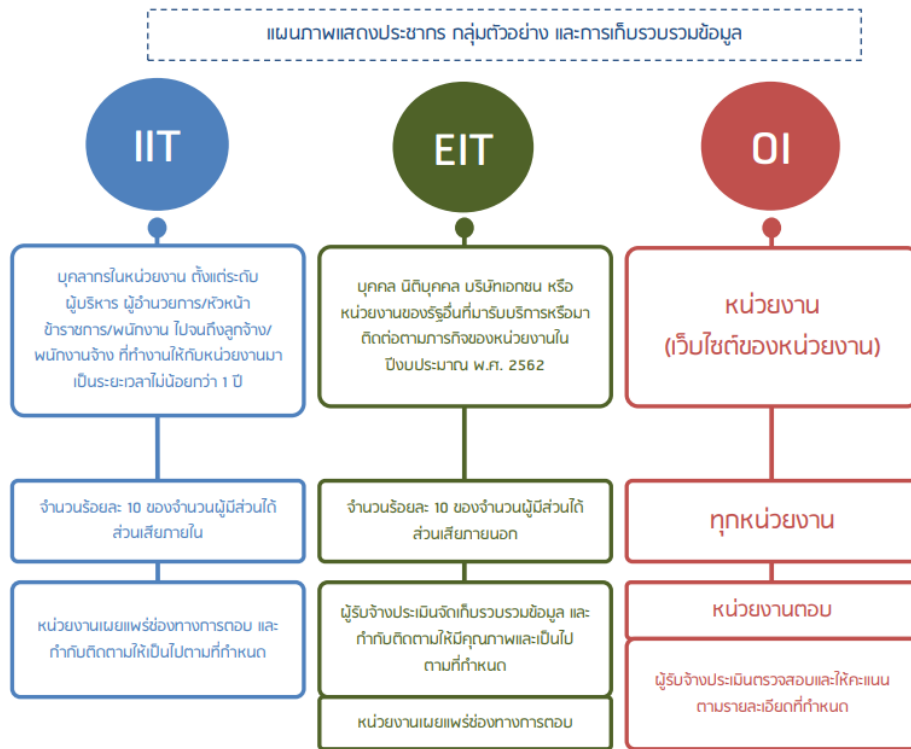 แผนภาพแสดงประชากร กลุ่มตัวอย่าง และการเก็บรวบรวมข้อมูล
IIT
บุคลากรในหน่วยงาน ตั้งแต่ระดับ
ผู้บริหาร ผู้อำนวยการ/หัวหน้า
ข้าราชการ/พนักงาน ไปจนถึงลูกจ้าง/
พนักงานจ้าง ที่ทำงานให้กับหน่วยงานมา
เป็นระยะเวลาไม่น้อยกว่า 1 ปี
จำนวนร้อยละ 10 ของจำนวนผู้มีส่วนได้
ส่วนเสียภายใน
หน่วยงานเผยแพร่ช่องทางการตอบ และ
กำกับติดตามให้เป็นไปตามที่กำหนด
EIT
บุคคล นิติบุคคล บริษัทเอกชน หรือ
หน่วยงานของรัฐอื่นที่มารับบริการหรือมา
ติดต่อตามภารกิจของหน่วยงานใน
ปีงบประมาณ พ.ศ. 2562
จำนวนร้อยละ 10 ของจำนวนผู้มีส่วนได้
ส่วนเสียภายนอก
ผู้รับจ้างประเมินจัดเก็บรวบรวมข้อมูล และ
กำกับติดตามให้มีคุณภาพและเป็นไป
ตามที่กำหนด
หน่วยงานเผยแพร่ช่องทางการตอบ
OI
หน่วยงาน
(เว็บไซต์ของหน่วยงาน)
ทุกหน่วยงาน
หน่วยงานตอบ
ผู้รับจ้างประเมินตรวจสอบและให้คะแนน
ตามรายละเอียดที่กำหนด